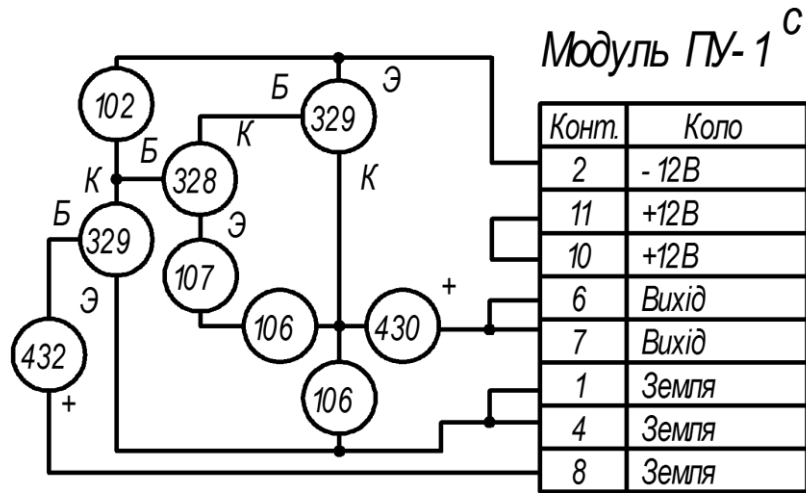 Модуль ПУ-1 С
Конт. Коло
2 - 12В
11 +12В
10 +12В
6 Вихід
7 Вихід
1 Земля
4 Земля
8 Земля
102
Б Э
329
К
Б
328
К
К
Э
Б
329
Э
107
106
430
+
432
+
106